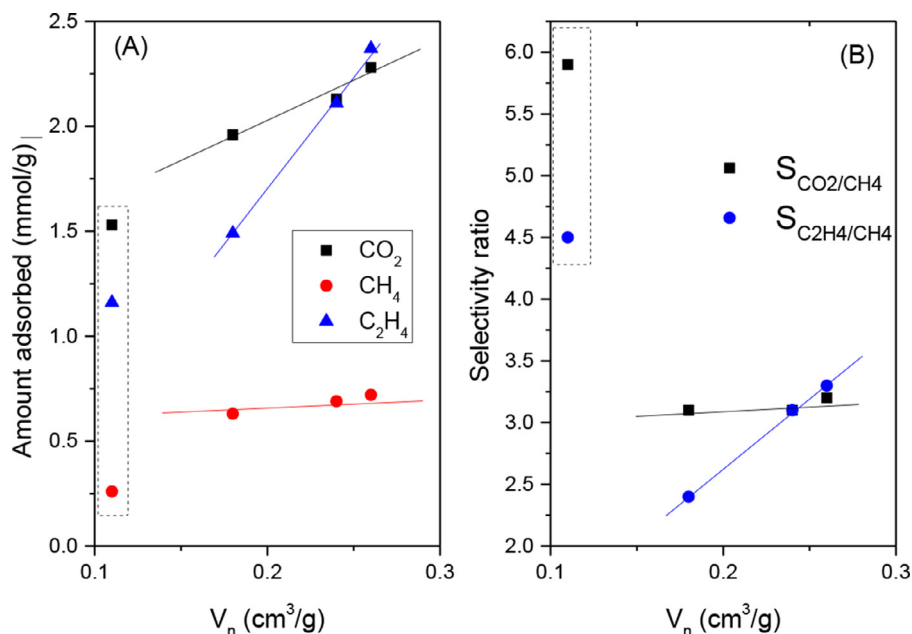 (A)
2.5
2.0
1.5
1.0
0.5
0.0
Amount adsorbed (mmol/g)|
CO₂
CH₄
C₂H₄
0.1
0.2
0.3
Vₙ (cm³/g)
(B)
6.0
5.5
5.0
4.5
4.0
3.5
3.0
2.5
2.0
Selectivity ratio
S_CO2/CH4
S_C2H4/CH4
0.1
0.2
0.3
Vₙ (cm³/g)